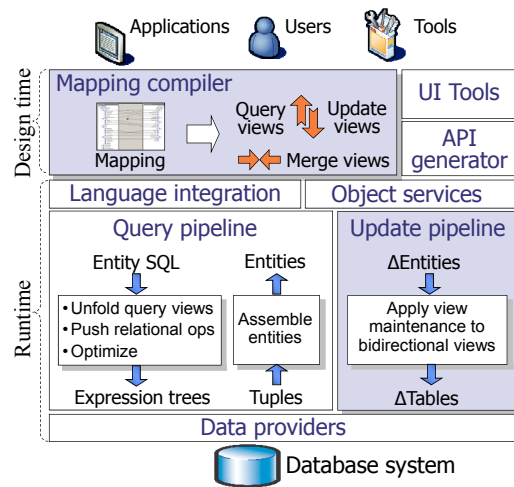 Applications
Users
Tools
Design time
Mapping compiler
Mapping
Query
views
Update
views
Merge views
UI Tools
API
generator
Runtime
Language integration
Object services
Query pipeline
Entity SQL
• Unfold query views
• Push relational ops
• Optimize
Expression trees
Entities
Assemble
entities
Tuples
Update pipeline
ΔEntities
Apply view
maintenance to
bidirectional views
ΔTables
Data providers
Database system